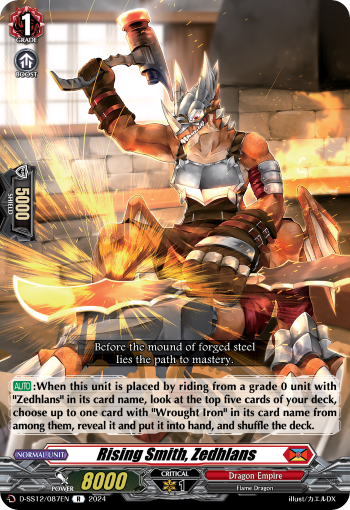 1
GRADE
BOOST
5000
SHIELD
Before the mound of forged steel
lies the path to mastery.
AUTO:When this unit is placed by riding from a grade 0 unit with
"Zedhlans" in its card name, look at the top five cards of your deck,
choose up to one card with "Wrought Iron" in its card name from
among them, reveal it and put it into hand, and shuffle the deck.
NORMAL UNIT
Rising Smith, Zedhlans
POWER 8000
CRITICAL
1
Dragon Empire
Flame Dragon
D-SS12/087EN R 2024
illust/カエルDX